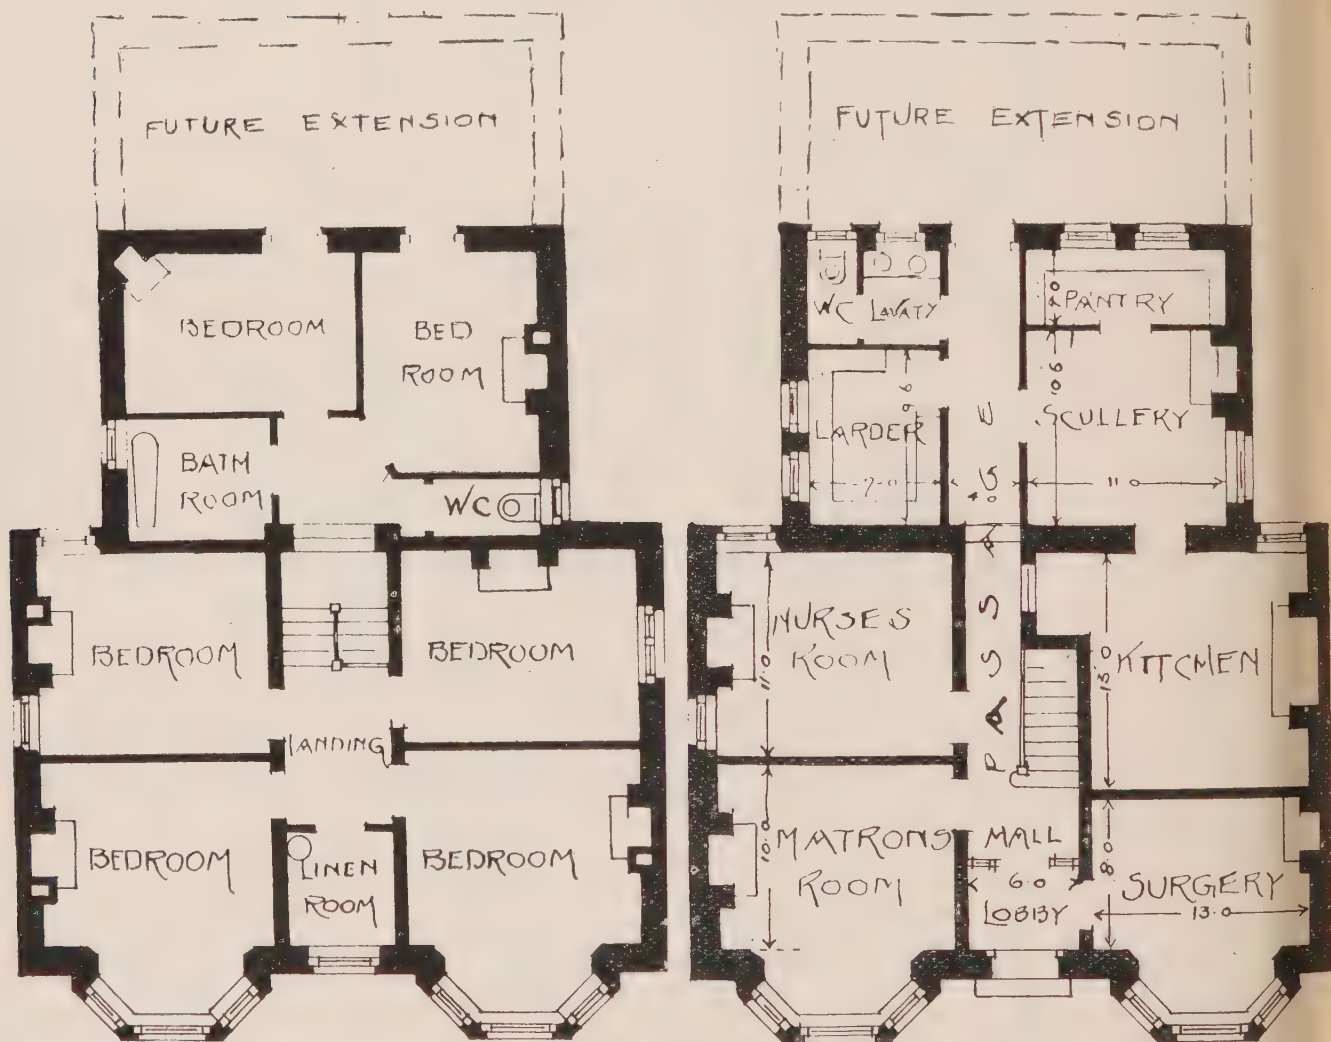 FUTURE EXTENSION
BEDROOM
BED
ROOM
BATH
ROOM
WC
BEDROOM
BEDROOM
LANDING
BEDROOM
BEDROOM
LINEN
ROOM
FUTURE EXTENSION
WC
LAVATY
PANTRY
LARDER
9.6
7.0
SCULLERY
10.6
11.0
PASSAGE
NURSES
ROOM
11.0
KITCHEN
13.0
MATRONS
ROOM
10.0
HALL
6.0
LOBBY
SURGERY
8.0
13.0